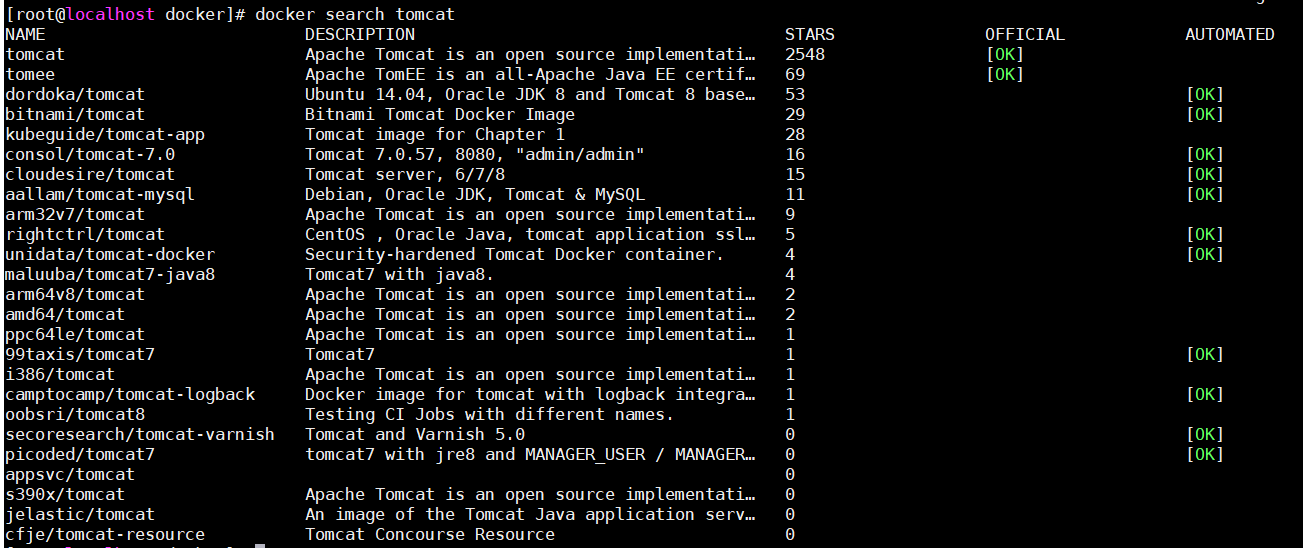 [root@localhost docker]# docker search tomcat
NAME DESCRIPTION STARS OFFICIAL AUTOMATED
tomcat Apache Tomcat is an open source implementati… 2548 [OK]
tomee Apache TomEE is an all-Apache Java EE certif… 69 [OK]
dordoka/tomcat Ubuntu 14.04, Oracle JDK 8 and Tomcat 8 base… 53 [OK]
bitnami/tomcat Bitnami Tomcat Docker Image 29 [OK]
kubeguide/tomcat-app Tomcat image for Chapter 1 28
consol/tomcat-7.0 Tomcat 7.0.57, 8080, "admin/admin" 16 [OK]
cloudesire/tomcat Tomcat server, 6/7/8 15 [OK]
aallam/tomcat-mysql Debian, Oracle JDK, Tomcat & MySQL 11 [OK]
arm32v7/tomcat Apache Tomcat is an open source implementati… 9
rightctrl/tomcat CentOS , Oracle Java, tomcat application ssl… 5 [OK]
unidata/tomcat-docker Security-hardened Tomcat Docker container. 4 [OK]
maluuba/tomcat7-java8 Tomcat7 with java8. 4
arm64v8/tomcat Apache Tomcat is an open source implementati… 2
amd64/tomcat Apache Tomcat is an open source implementati… 2
ppc64le/tomcat Apache Tomcat is an open source implementati… 1
99taxis/tomcat7 Tomcat7 1 [OK]
i386/tomcat Apache Tomcat is an open source implementati… 1
camptocamp/tomcat-logback Docker image for tomcat with logback integra… 1 [OK]
oobsri/tomcat8 Testing CI Jobs with different names. 1
secoresearch/tomcat-varnish Tomcat and Varnish 5.0 0 [OK]
picoded/tomcat7 tomcat7 with jre8 and MANAGER_USER / MANAGER… 0 [OK]
appsvc/tomcat 0
s390x/tomcat Apache Tomcat is an open source implementati… 0
jelastic/tomcat An image of the Tomcat Java application serv… 0
cfje/tomcat-resource Tomcat Concourse Resource 0